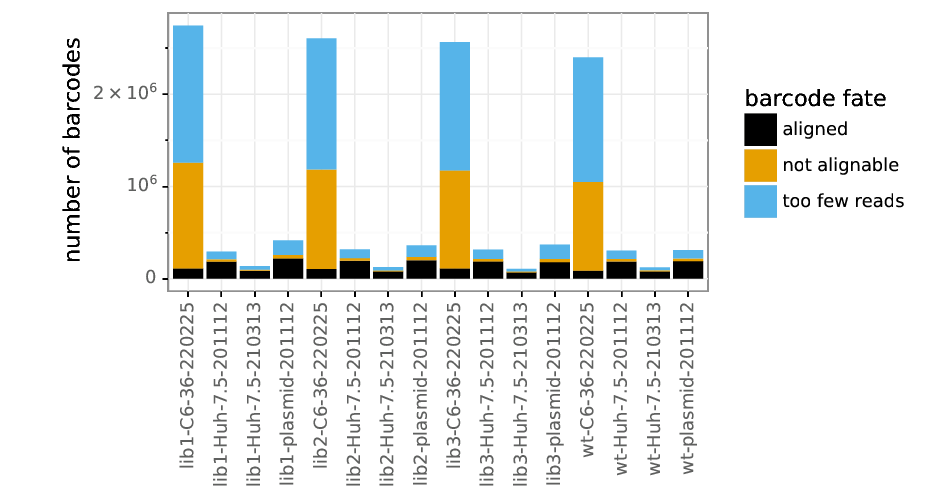 number of barcodes
2 × 10⁶
10⁶
0
lib1-C6-36-220225
lib1-Huh-7.5-201112
lib1-Huh-7.5-210313
lib1-plasmid-201112
lib2-C6-36-220225
lib2-Huh-7.5-201112
lib2-Huh-7.5-210313
lib2-plasmid-201112
lib3-C6-36-220225
lib3-Huh-7.5-201112
lib3-Huh-7.5-210313
lib3-plasmid-201112
wt-C6-36-220225
wt-Huh-7.5-201112
wt-Huh-7.5-210313
wt-plasmid-201112
barcode fate
aligned
not alignable
too few reads